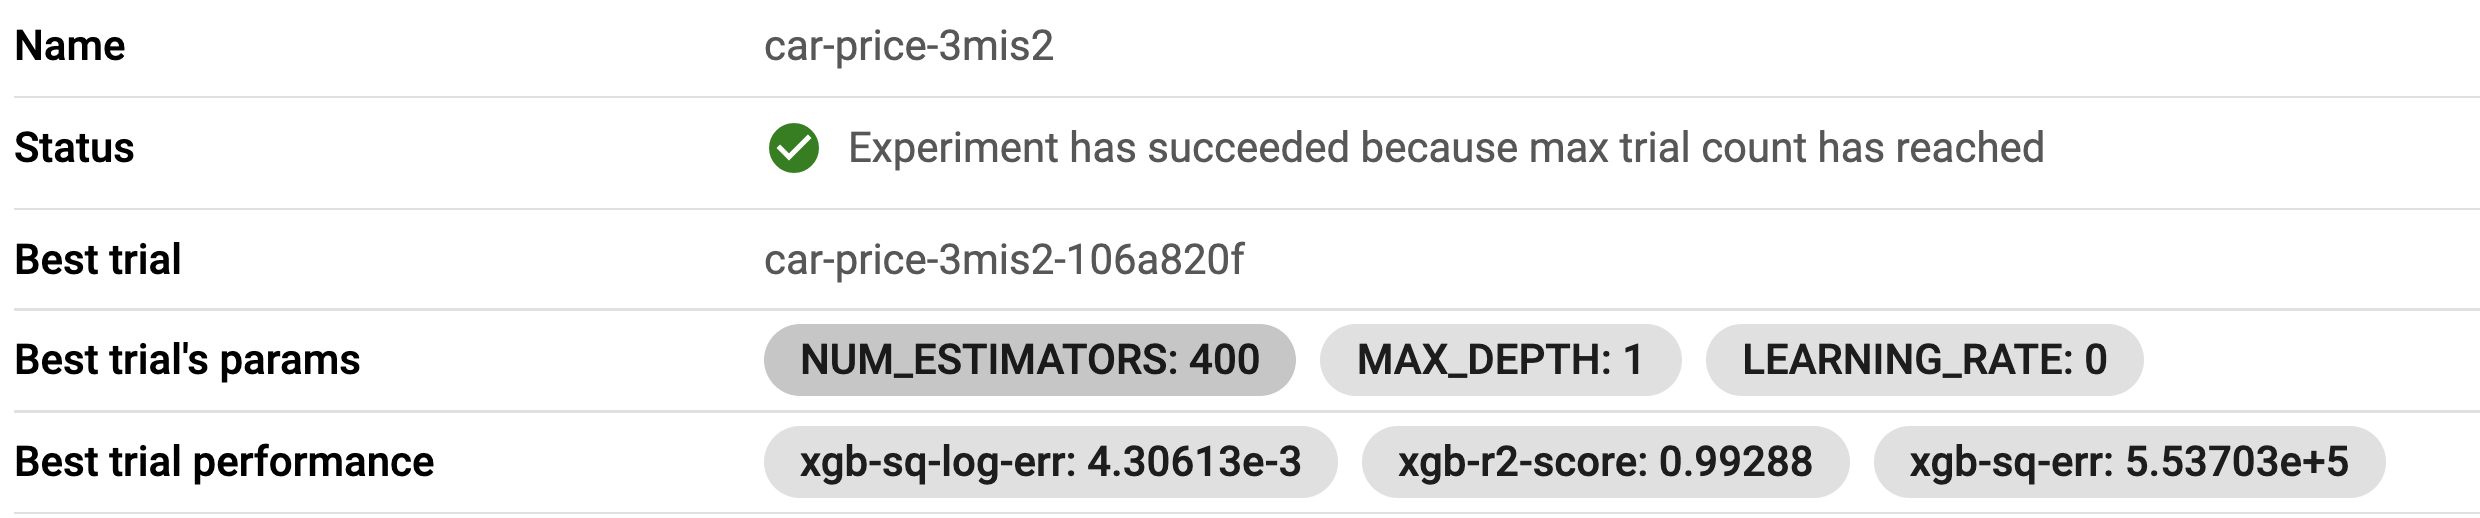 Name car-price-3mis2
Status Experiment has succeeded because max trial count has reached
Best trial car-price-3mis2-106a820f
Best trial's params NUM_ESTIMATORS: 400 MAX_DEPTH: 1 LEARNING_RATE: 0
Best trial performance xgb-sq-log-err: 4.30613e-3 xgb-r2-score: 0.99288 xgb-sq-err: 5.53703e+5